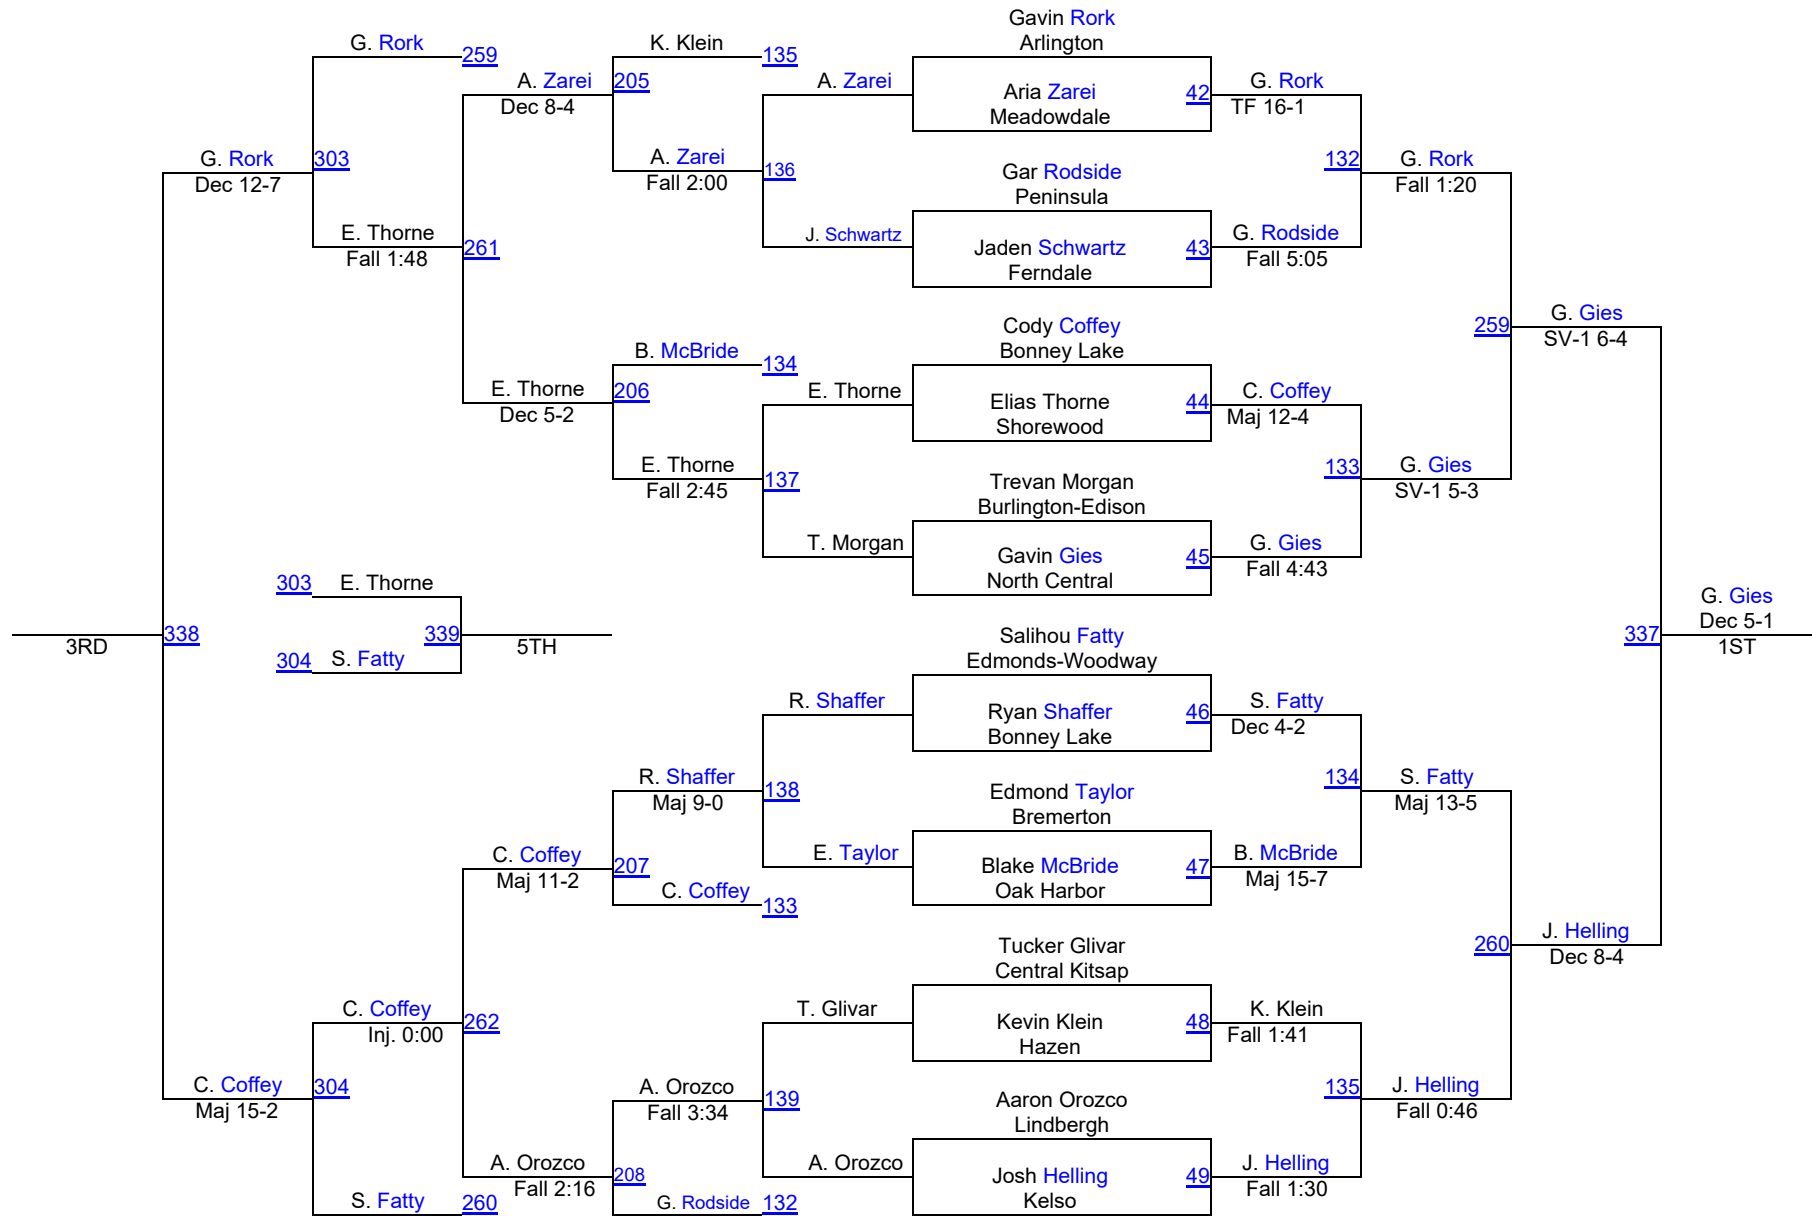 Gavin Rork
Arlington
G. Rork
259
K. Klein
135
A. Zarei
Dec 8-4
205
A. Zarei
Aria Zarei
Meadowdale
42
G. Rork
TF 16-1
G. Rork
Dec 12-7
303
A. Zarei
Fall 2:00
136
Gar Rodside
Peninsula
132
G. Rork
Fall 1:20
E. Thorne
Fall 1:48
261
J. Schwartz
Jaden Schwartz
Ferndale
43
G. Rodside
Fall 5:05
Cody Coffey
Bonney Lake
259
G. Gies
SV-1 6-4
B. McBride
134
E. Thorne
Dec 5-2
206
E. Thorne
Elias Thorne
Shorewood
44
C. Coffey
Maj 12-4
E. Thorne
Fall 2:45
137
Trevan Morgan
Burlington-Edison
133
G. Gies
SV-1 5-3
T. Morgan
Gavin Gies
North Central
45
G. Gies
Fall 4:43
303
E. Thorne
3RD
338
339
5TH
304
S. Fatty
G. Gies
Dec 5-1
337
1ST
Salihou Fatty
Edmonds-Woodway
R. Shaffer
Ryan Shaffer
Bonney Lake
46
S. Fatty
Dec 4-2
R. Shaffer
Maj 9-0
138
Edmond Taylor
Bremerton
134
S. Fatty
Maj 13-5
C. Coffey
Maj 11-2
207
E. Taylor
Blake McBride
Oak Harbor
47
B. McBride
Maj 15-7
C. Coffey
133
Tucker Glivar
Central Kitsap
260
J. Helling
Dec 8-4
C. Coffey
Inj. 0:00
262
T. Glivar
Kevin Klein
Hazen
48
K. Klein
Fall 1:41
C. Coffey
Maj 15-2
304
A. Orozco
Fall 3:34
139
Aaron Orozco
Lindbergh
135
J. Helling
Fall 0:46
A. Orozco
Fall 2:16
208
A. Orozco
Josh Helling
Kelso
49
J. Helling
Fall 1:30
S. Fatty
260
G. Rodside
132